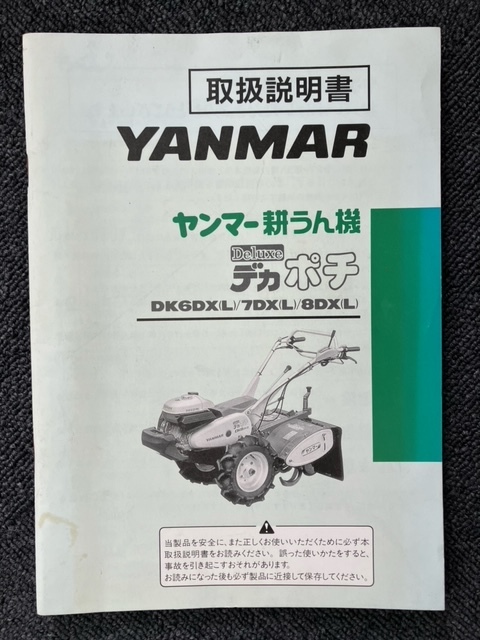 取扱説明書
YANMAR
ヤンマー耕うん機
Deluxe
デカポチ
DK6DX(L)/7DX(L)/8DX(L)
YANMAR
当製品を安全に、また正しくお使いいただくために必ず本
取扱説明書をお読みください。誤った使いかたをすると、
事故を引き起こすおそれがあります。
お読みになった後も必ず製品に近接して保存してください。